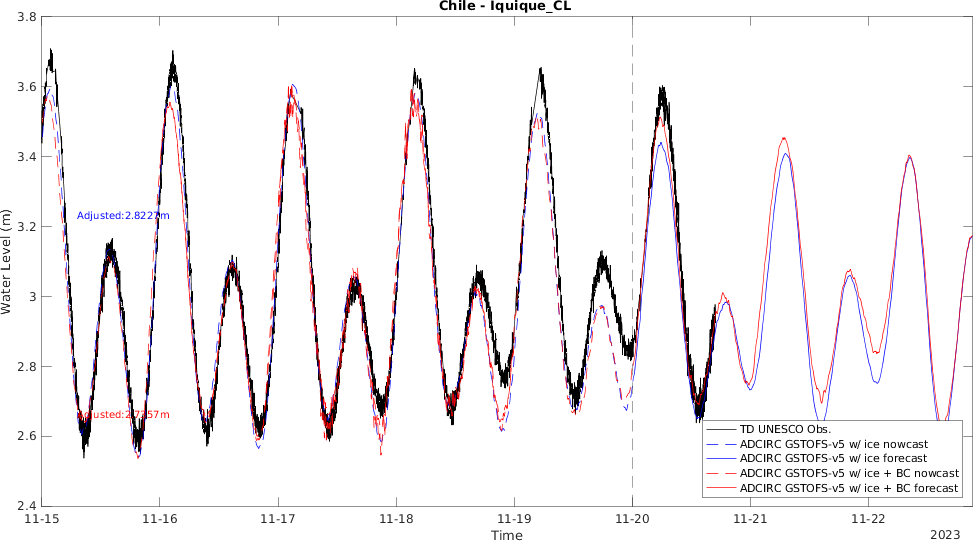 Chile - Iquique_CL
3.8
3.6
3.4
3.2
3
2.8
2.6
2.4
Water Level (m)
Adjusted:2.8227m
TD UNESCO Obs.
ADCIRC GSTOFS-v5 w/ ice nowcast
ADCIRC GSTOFS-v5 w/ ice forecast
ADCIRC GSTOFS-v5 w/ ice + BC nowcast
ADCIRC GSTOFS-v5 w/ ice + BC forecast
11-15
11-16
11-17
11-18
11-19
11-20
11-21
11-22
Time
2023